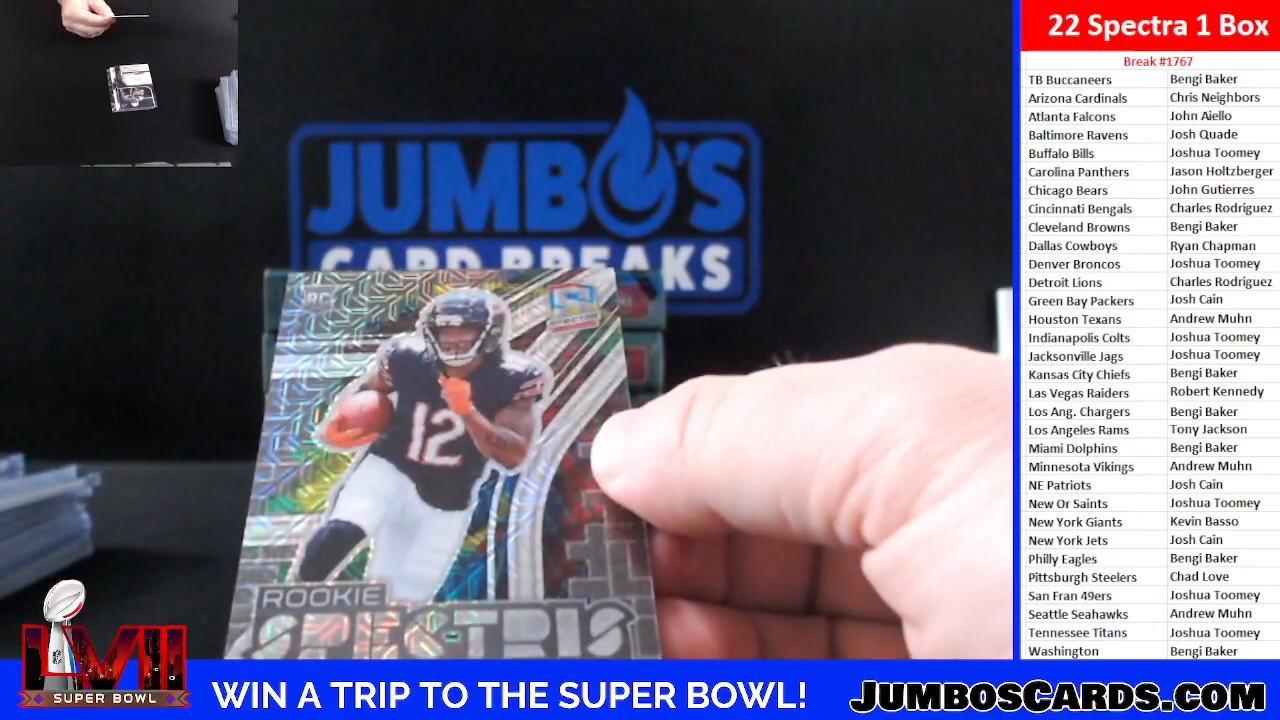 22 Spectra 1 Box
Break #1767
TB Buccaneers Bengi Baker
Arizona Cardinals Chris Neighbors
Atlanta Falcons John Aiello
Baltimore Ravens Josh Quade
Buffalo Bills Joshua Toomey
Carolina Panthers Jason Holtzberger
Chicago Bears John Gutierres
Cincinnati Bengals Charles Rodriguez
Cleveland Browns Bengi Baker
Dallas Cowboys Ryan Chapman
Denver Broncos Joshua Toomey
Detroit Lions Charles Rodriguez
Green Bay Packers Josh Cain
Houston Texans Andrew Muhn
Indianapolis Colts Joshua Toomey
Jacksonville Jags Joshua Toomey
Kansas City Chiefs Bengi Baker
Las Vegas Raiders Robert Kennedy
Los Ang. Chargers Bengi Baker
Los Angeles Rams Tony Jackson
Miami Dolphins Bengi Baker
Minnesota Vikings Andrew Muhn
NE Patriots Josh Cain
New Or Saints Joshua Toomey
New York Giants Kevin Basso
New York Jets Josh Cain
Philly Eagles Bengi Baker
Pittsburgh Steelers Chad Love
San Fran 49ers Joshua Toomey
Seattle Seahawks Andrew Muhn
Tennessee Titans Joshua Toomey
Washington Bengi Baker
JUMBO'S
CARD BREAKS
RC
SPECTRA
12
ROOKIE
LVII
SUPER BOWL
WIN A TRIP TO THE SUPER BOWL!
JUMBOSCARDS.COM